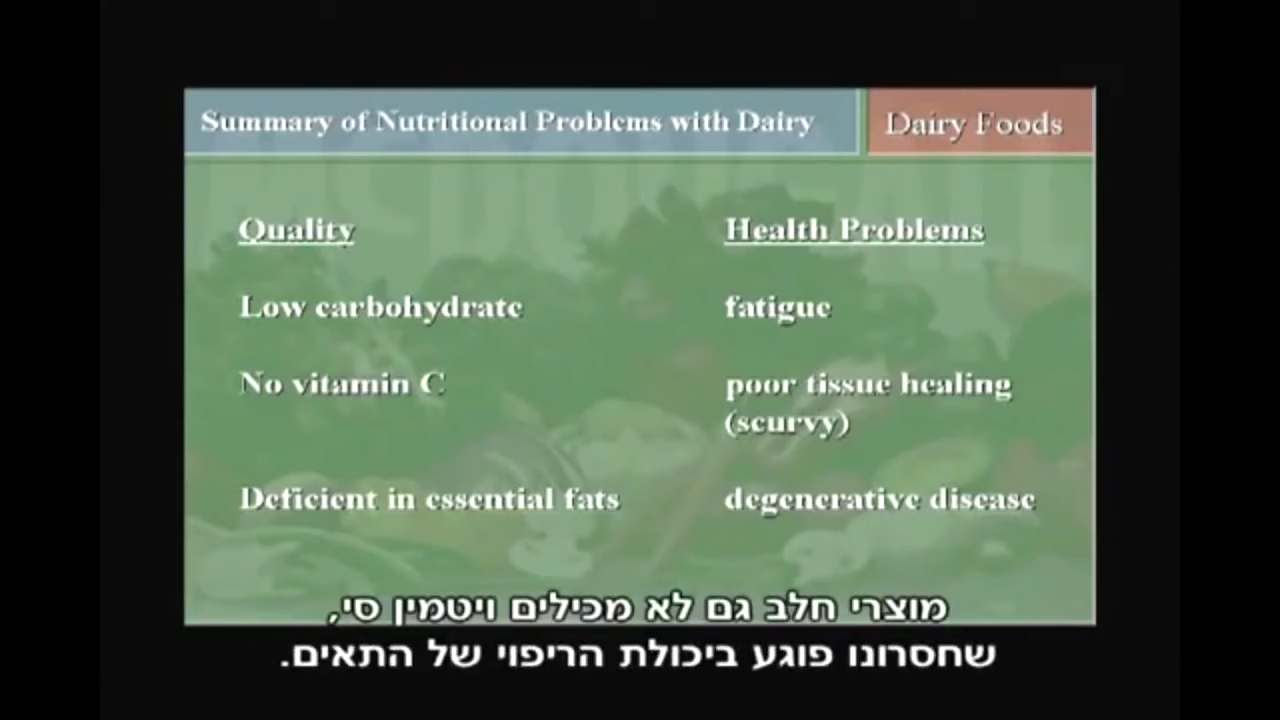 Summary of Nutritional Problems with Dairy
Dairy Foods
Quality
Health Problems
Low carbohydrate
fatigue
No vitamin C
poor tissue healing
(scurvy)
Deficient in essential fats
degenerative disease
מוצרי חלב גם לא מכילים ויטמין סי,
שחסרונו פוגע ביכולת הריפוי של התאים.